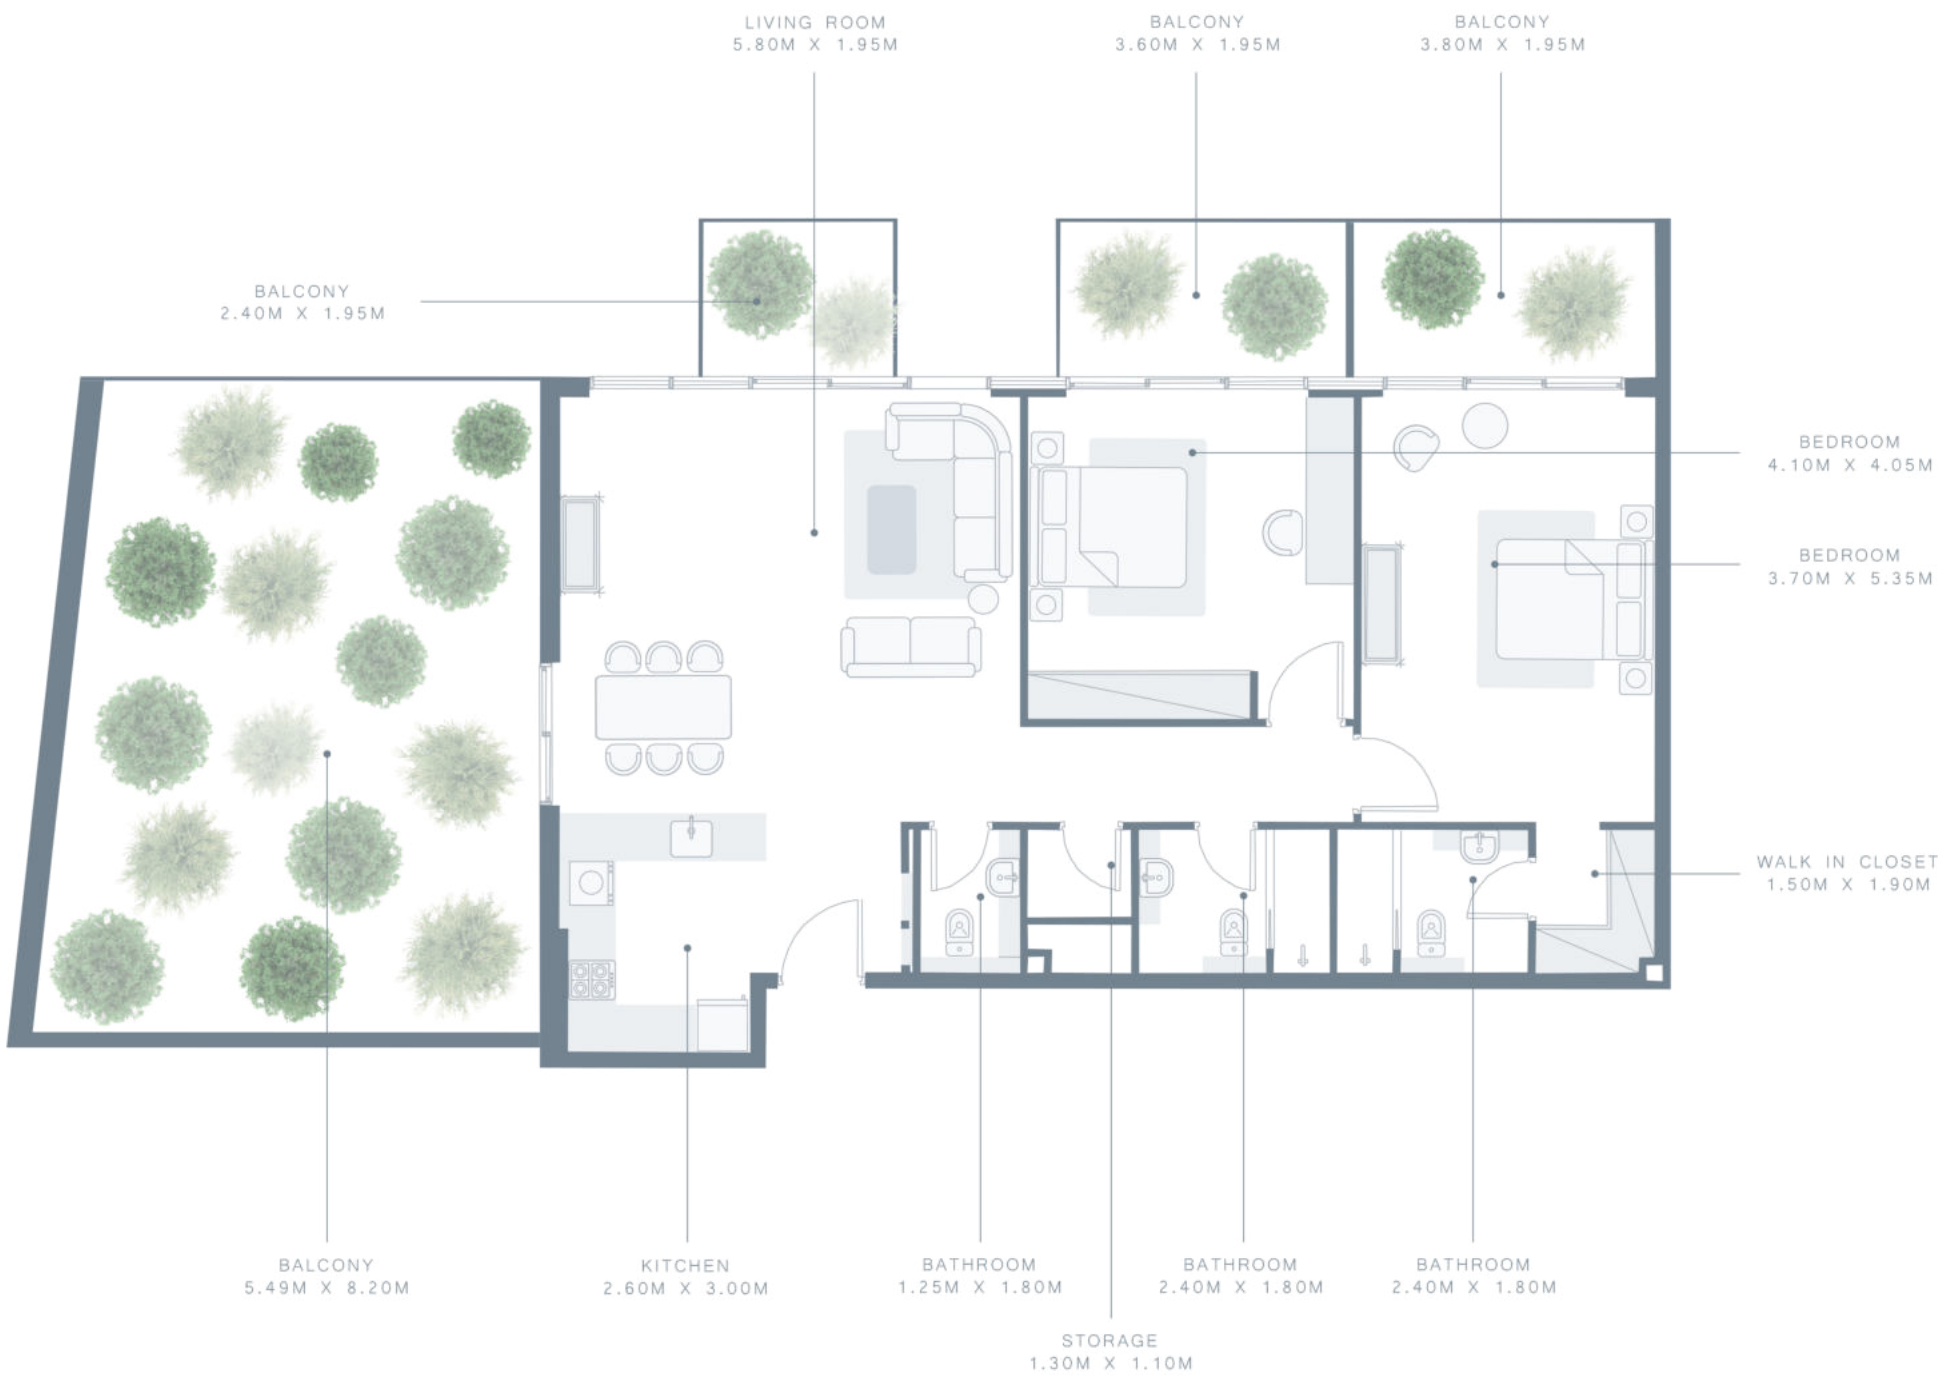 LIVING ROOM
5.80M X 1.95M
BALCONY
3.60M X 1.95M
BALCONY
3.80M X 1.95M
BALCONY
2.40M X 1.95M
BEDROOM
4.10M X 4.05M
BEDROOM
3.70M X 5.35M
WALK IN CLOSET
1.50M X 1.90M
BALCONY
5.49M X 8.20M
KITCHEN
2.60M X 3.00M
BATHROOM
1.25M X 1.80M
BATHROOM
2.40M X 1.80M
BATHROOM
2.40M X 1.80M
STORAGE
1.30M X 1.10M